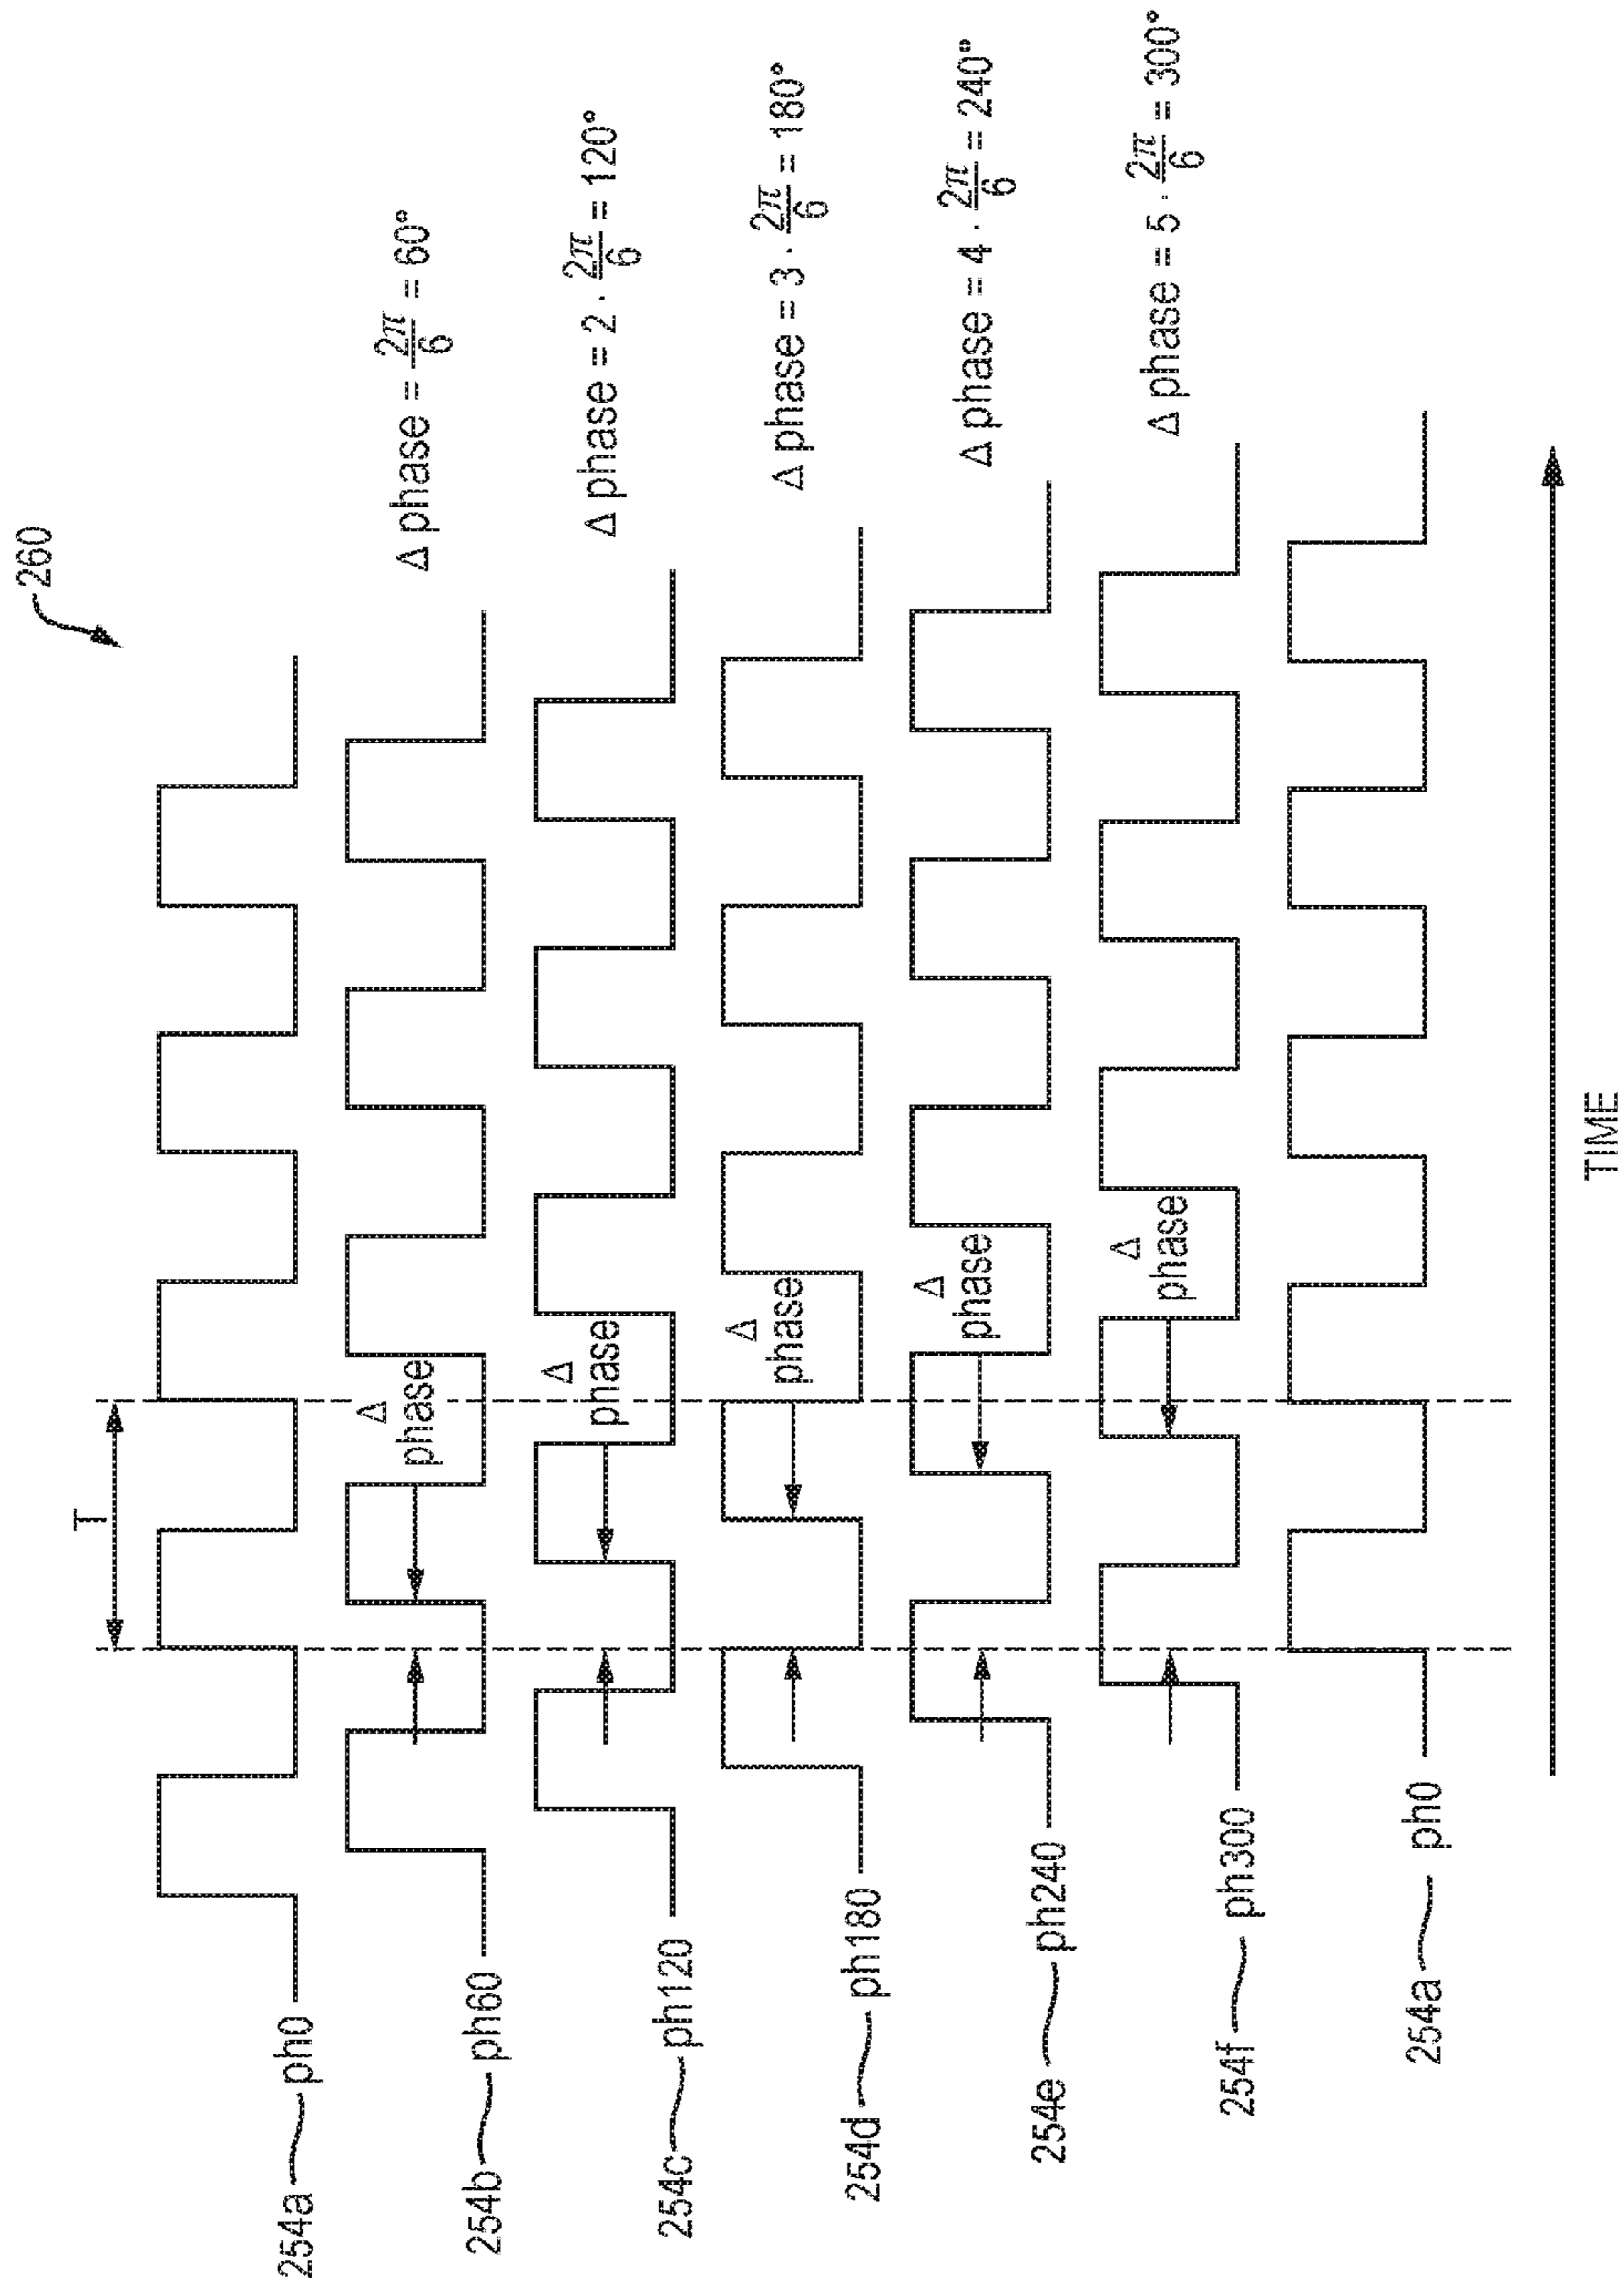 260
T
254a ph0
254b ph60
Δ
phase
Δ phase = 2π/6 = 60°
254c ph120
Δ
phase
Δ phase = 2 · 2π/6 = 120°
254d ph180
Δ
phase
Δ phase = 3 · 2π/6 = 180°
254e ph240
Δ
phase
Δ phase = 4 · 2π/6 = 240°
254f ph300
Δ
phase
Δ phase = 5 · 2π/6 = 300°
254a ph0
TIME